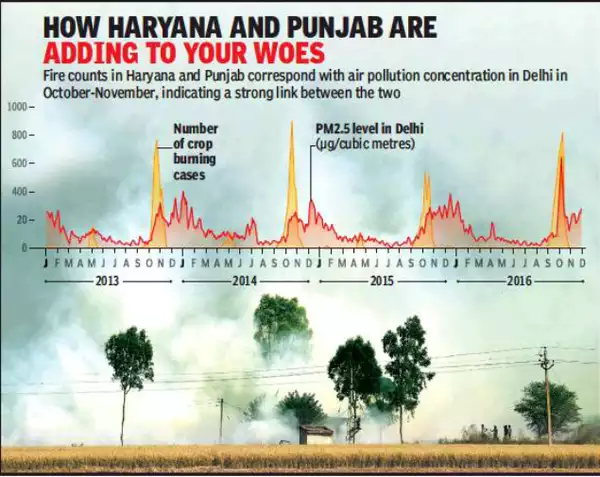 HOW HARYANA AND PUNJAB ARE
ADDING TO YOUR WOES
Fire counts in Haryana and Punjab correspond with air pollution concentration in Delhi in
October-November, indicating a strong link between the two
1000
800
600
400
20
0
Number
of crop
burning
cases
PM2.5 level in Delhi
(µg/cubic metres)
J F M A M J J A S O N D J F M A M J J A S O N D J F M A M J J A S O N D J F M A M J J A S O N D
2013 2014 2015 2016